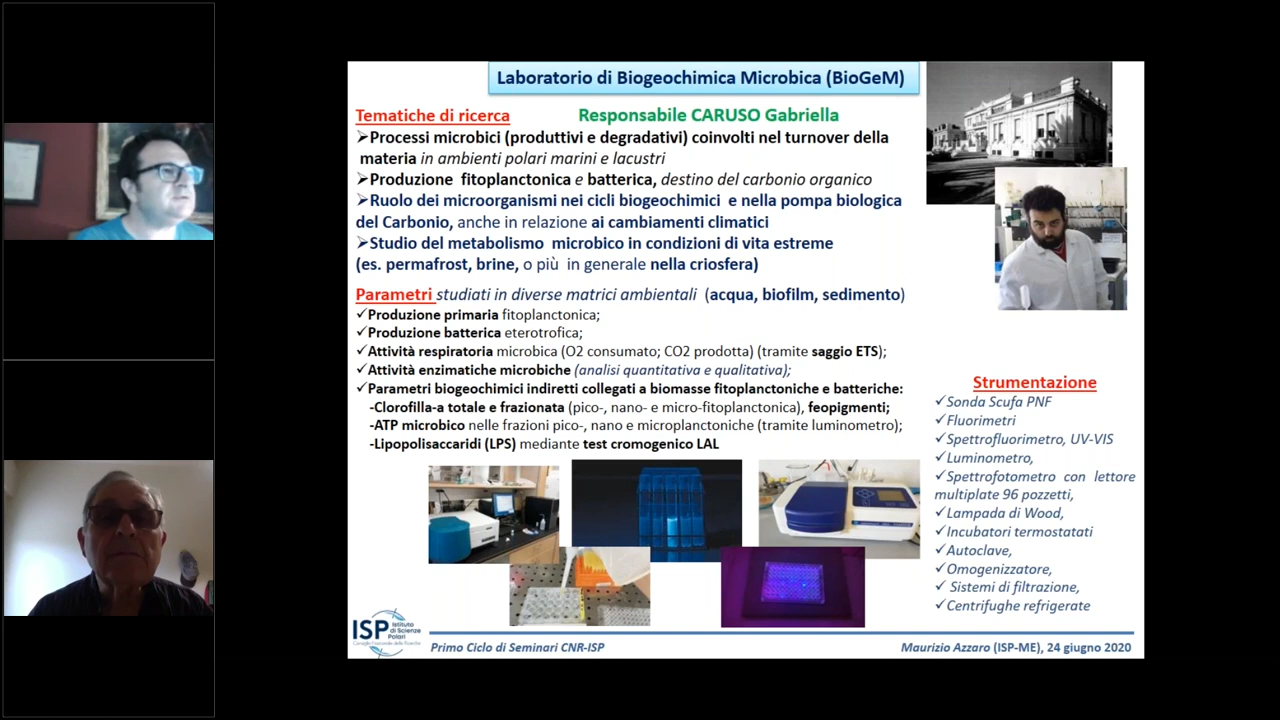 Laboratorio di Biogeochimica Microbica (BioGeM)
Tematiche di ricerca
Responsabile CARUSO Gabriella
➢Processi microbici (produttivi e degradativi) coinvolti nel turnover della
materia in ambienti polari marini e lacustri
➢Produzione fitoplanctonica e batterica, destino del carbonio organico
➢Ruolo dei microorganismi nei cicli biogeochimici e nella pompa biologica
del Carbonio, anche in relazione ai cambiamenti climatici
➢Studio del metabolismo microbico in condizioni di vita estreme
(es. permafrost, brine, o più in generale nella criosfera)
Parametri studiati in diverse matrici ambientali (acqua, biofilm, sedimento)
✓Produzione primaria fitoplanctonica;
✓Produzione batterica eterotrofica;
✓Attività respiratoria microbica (O2 consumato; CO2 prodotta) (tramite saggio ETS);
✓Attività enzimatiche microbiche (analisi quantitativa e qualitativa);
✓Parametri biogeochimici indiretti collegati a biomasse fitoplanctoniche e batteriche:
-Clorofilla-a totale e frazionata (pico-, nano- e micro-fitoplanctonica), feopigmenti;
-ATP microbico nelle frazioni pico-, nano e microplanctoniche (tramite luminometro);
-Lipopolisaccaridi (LPS) mediante test cromogenico LAL
Strumentazione
✓Sonda Scufa PNF
✓Fluorimetri
✓Spettrofluorimetro, UV-VIS
✓Luminometro,
✓Spettrofotometro con lettore
multiplate 96 pozzetti,
✓Lampada di Wood,
✓Incubatori termostatati
✓Autoclave,
✓Omogenizzatore,
✓ Sistemi di filtrazione,
✓Centrifughe refrigerate
ISP Istituto
di Scienze
Polari
Consiglio Nazionale delle Ricerche
Primo Ciclo di Seminari CNR-ISP
Maurizio Azzaro (ISP-ME), 24 giugno 2020